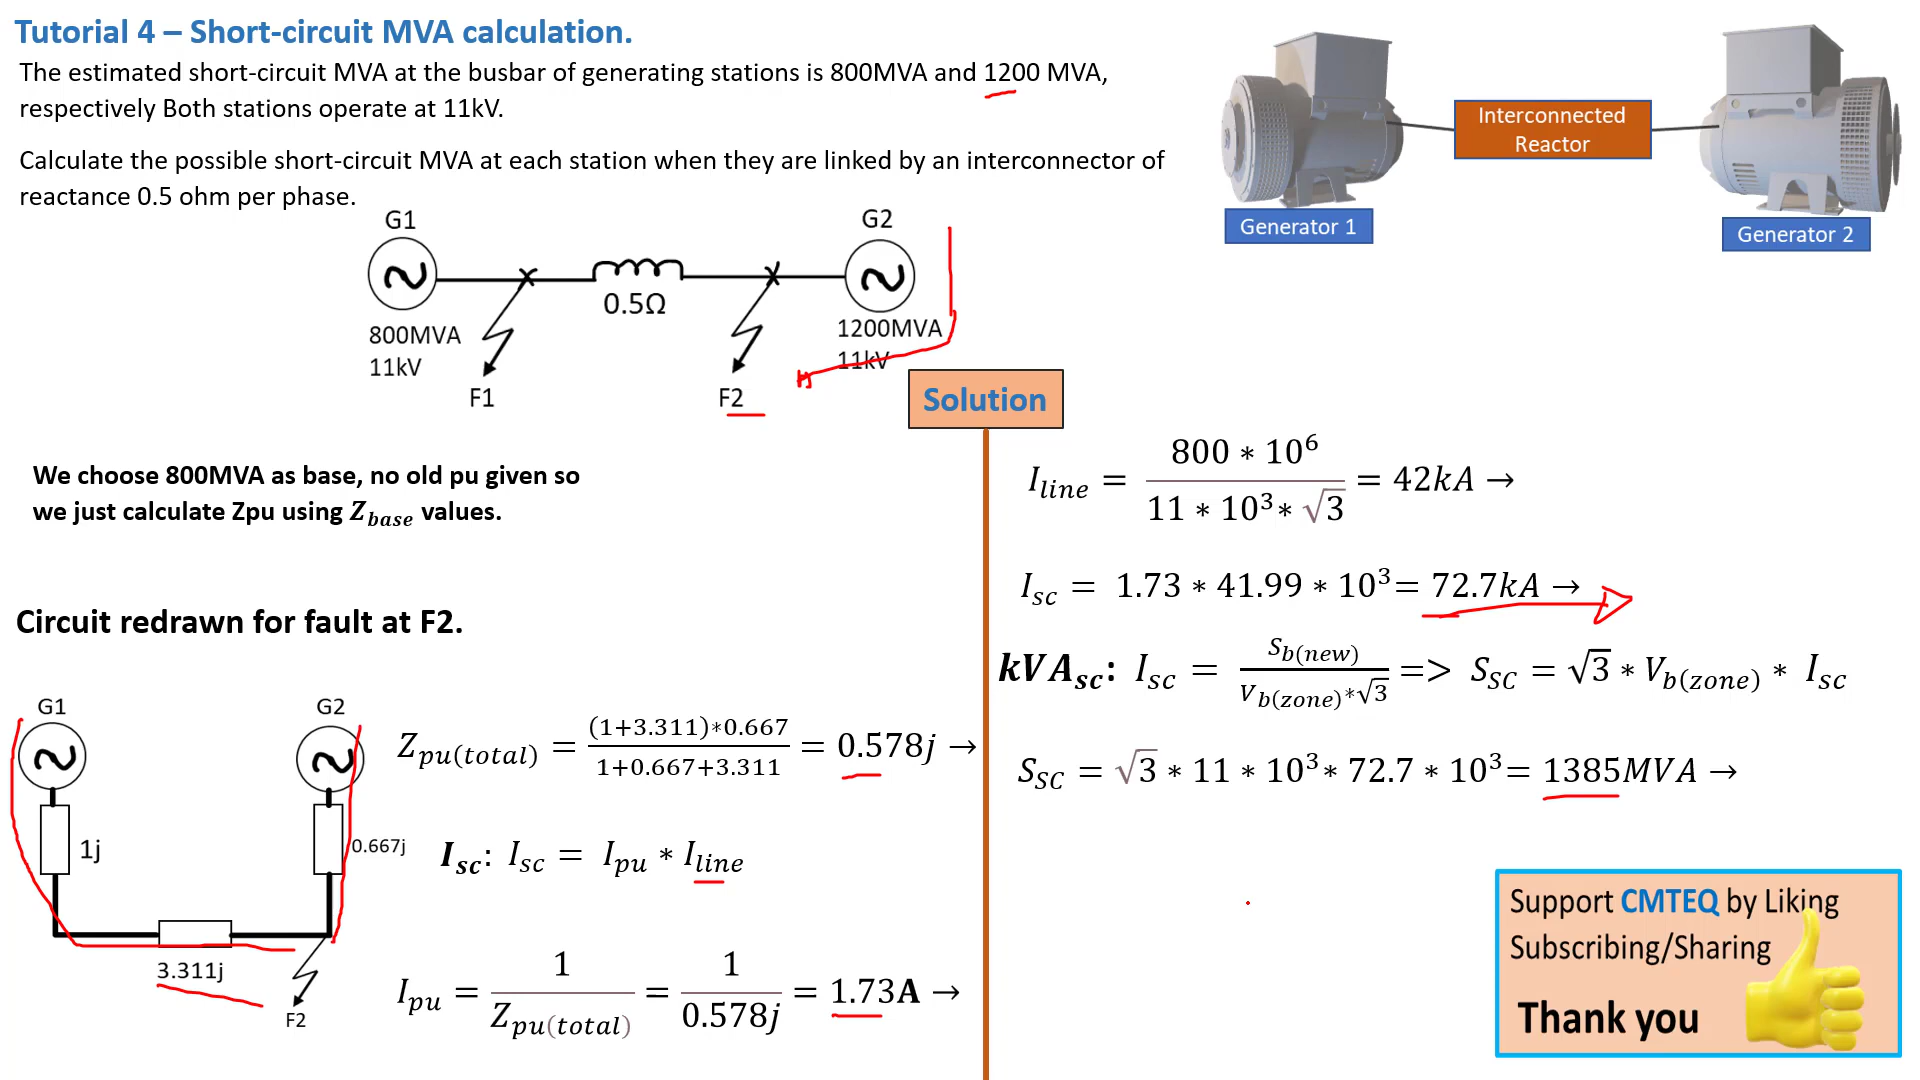 Tutorial 4 – Short-circuit MVA calculation.
The estimated short-circuit MVA at the busbar of generating stations is 800MVA and 1200 MVA,
respectively Both stations operate at 11kV.
Calculate the possible short-circuit MVA at each station when they are linked by an interconnector of
reactance 0.5 ohm per phase.
Interconnected
Reactor
Generator 1
Generator 2
G1
G2
0.5Ω
800MVA
11kV
1200MVA
11kV
F1
F2
Solution
We choose 800MVA as base, no old pu given so
we just calculate Zpu using Z_base values.
Circuit redrawn for fault at F2.
G1
G2
1j
0.667j
3.311j
F2
Z_pu(total) = (1+3.311)*0.667 / 1+0.667+3.311 = 0.578j →
I_sc: I_sc = I_pu * I_line
I_pu = 1 / Z_pu(total) = 1 / 0.578j = 1.73A →
I_line = 800 * 10^6 / 11 * 10^3 * √3 = 42kA →
I_sc = 1.73 * 41.99 * 10^3 = 72.7kA →
kVA_sc: I_sc = S_b(new) / V_b(zone)*√3 => S_SC = √3 * V_b(zone) * I_sc
S_SC = √3 * 11 * 10^3 * 72.7 * 10^3 = 1385MVA →
Support CMTEQ by Liking
Subscribing/Sharing
Thank you